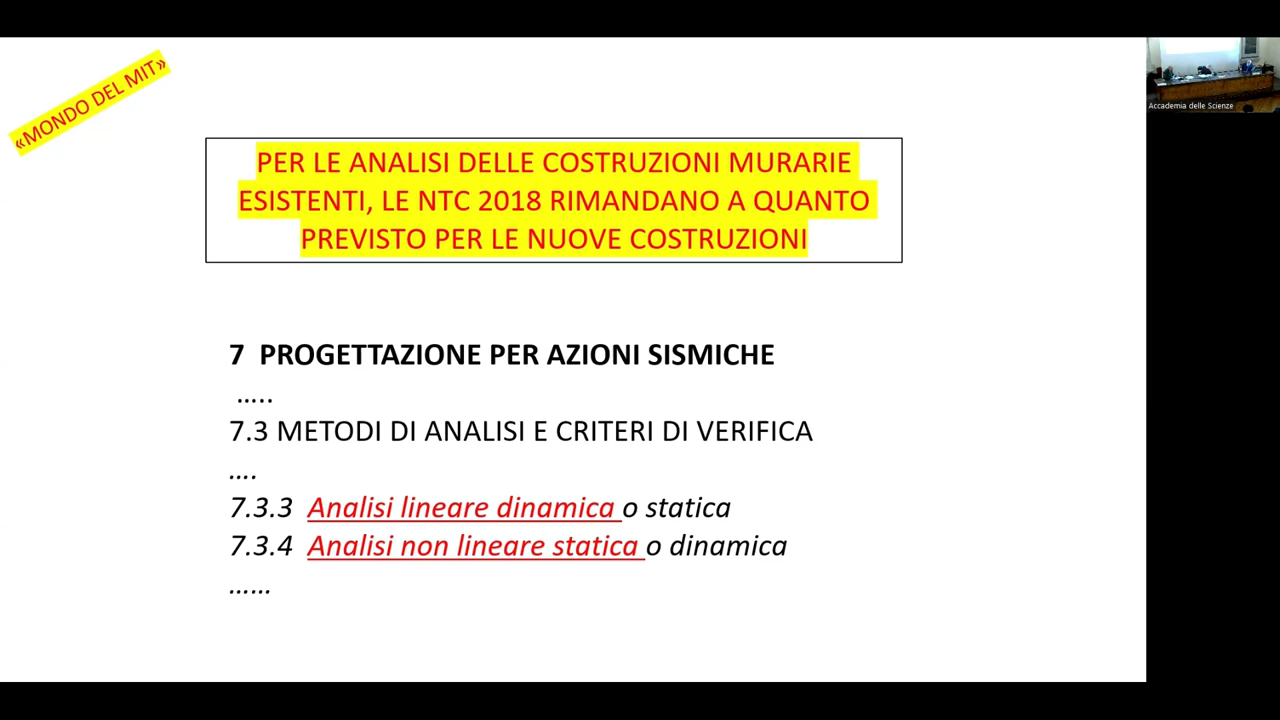 «MONDO DEL MIT»
PER LE ANALISI DELLE COSTRUZIONI MURARIE
ESISTENTI, LE NTC 2018 RIMANDANO A QUANTO
PREVISTO PER LE NUOVE COSTRUZIONI
7 PROGETTAZIONE PER AZIONI SISMICHE
.....
7.3 METODI DI ANALISI E CRITERI DI VERIFICA
....
7.3.3 Analisi lineare dinamica o statica
7.3.4 Analisi non lineare statica o dinamica
......
Accademia delle Scienze